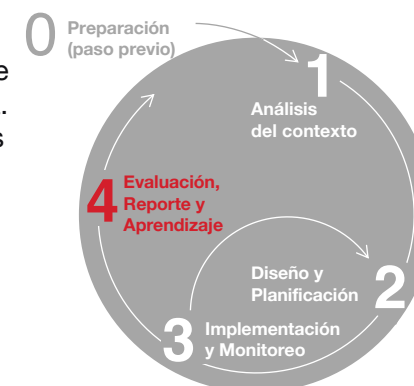 0 Preparación
(paso previo)
1
Análisis
del contexto
4 Evaluación,
Reporte y
Aprendizaje
Diseño y
Planificación 2
3 Implementación
y Monitoreo